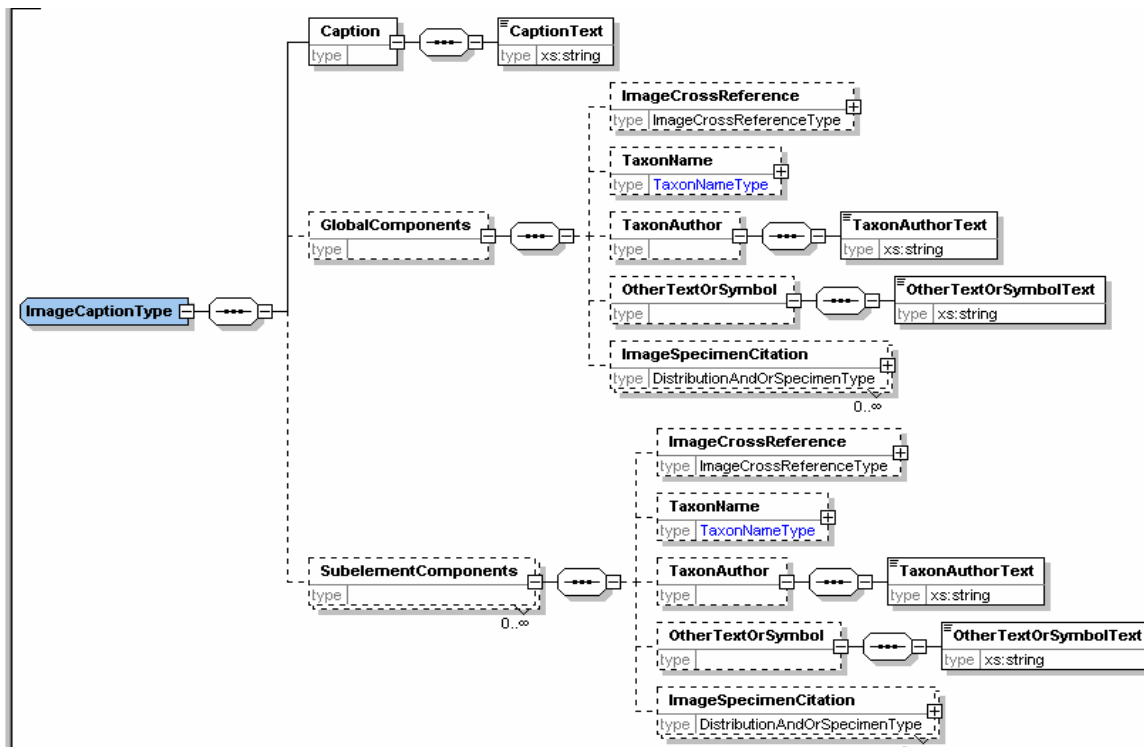 Caption
type
CaptionText
type xs:string
ImageCrossReference
type ImageCrossReferenceType
TaxonName
type TaxonNameType
GlobalComponents
type
TaxonAuthor
type
TaxonAuthorText
type xs:string
OtherTextOrSymbol
type
OtherTextOrSymbolText
type xs:string
ImageSpecimenCitation
type DistributionAndOrSpecimenType
0..∞
ImageCaptionType
ImageCrossReference
type ImageCrossReferenceType
TaxonName
type TaxonNameType
SubelementComponents
type
0..∞
TaxonAuthor
type
TaxonAuthorText
type xs:string
OtherTextOrSymbol
type
OtherTextOrSymbolText
type xs:string
ImageSpecimenCitation
type DistributionAndOrSpecimenType